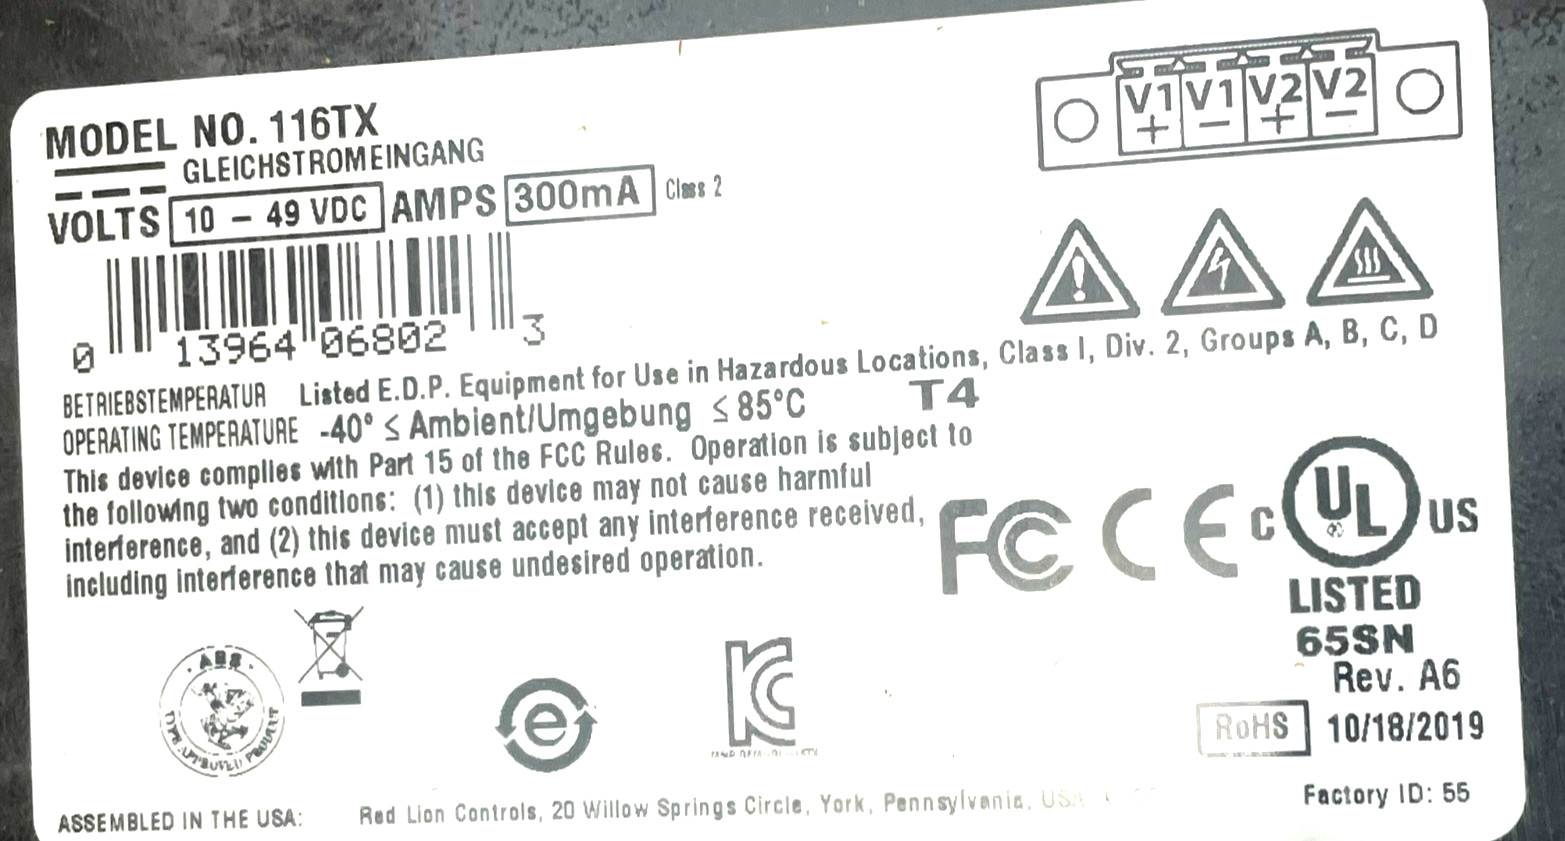 MODEL NO. 116TX
GLEICHSTROMEINGANG
VOLTS 10 – 49 VDC AMPS 300mA Class 2
V1 V1 V2 V2
+ – + –
0 13964 06802 3
BETRIEBSTEMPERATUR Listed E.D.P. Equipment for Use in Hazardous Locations, Class I, Div. 2, Groups A, B, C, D
OPERATING TEMPERATURE -40° ≤ Ambient/Umgebung ≤ 85°C T4
This device complies with Part 15 of the FCC Rules. Operation is subject to
the following two conditions: (1) this device may not cause harmful
interference, and (2) this device must accept any interference received,
including interference that may cause undesired operation.
FC CE C UL ® US
LISTED
65SN
Rev. A6
RoHS 10/18/2019
ABS
TYPE APPROVED PRODUCT
e
KC
ASSEMBLED IN THE USA: Red Lion Controls, 20 Willow Springs Circle, York, Pennsylvania, USA
Factory ID: 55